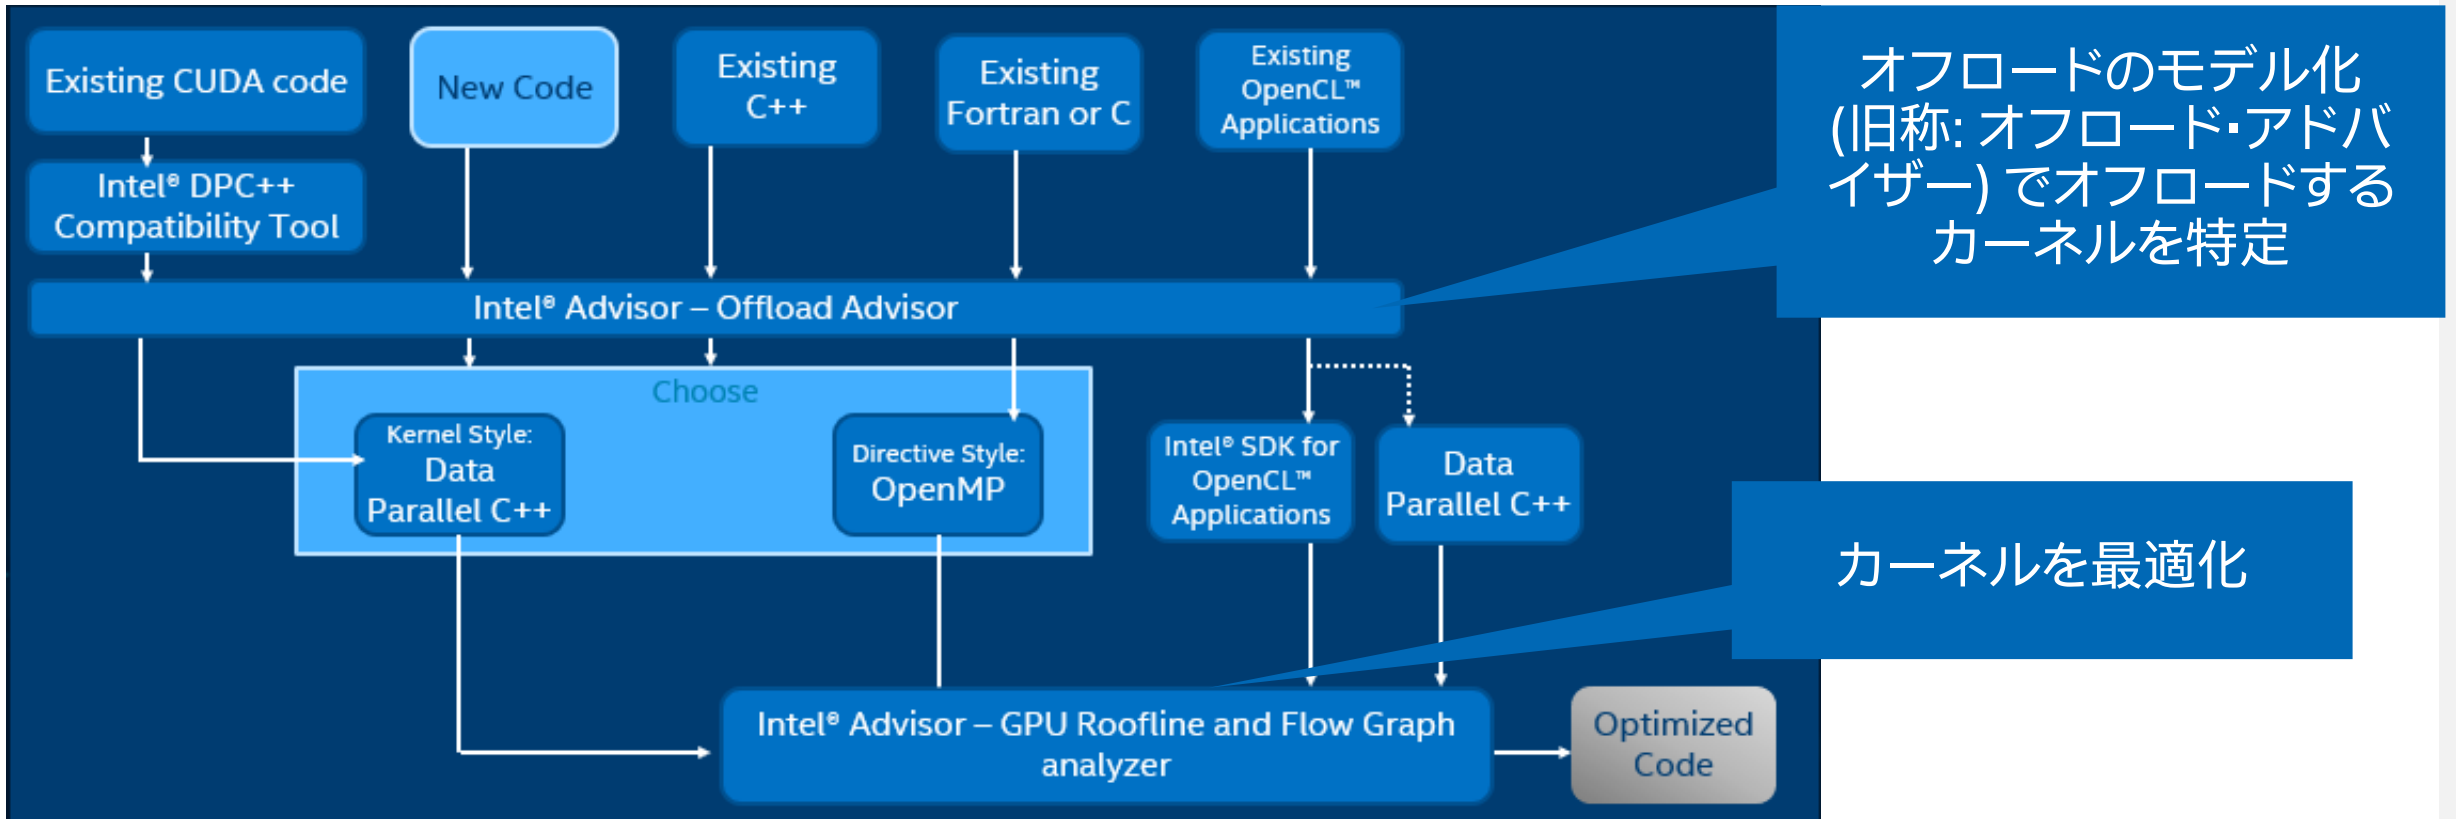 Existing CUDA code
New Code
Existing
C++
Existing
Fortran or C
Existing
OpenCL™
Applications
オフロードのモデル化
(旧称: オフロード・アドバ
イザー) でオフロードする
カーネルを特定
Intel® DPC++
Compatibility Tool
Intel® Advisor – Offload Advisor
Choose
Kernel Style:
Data
Parallel C++
Directive Style:
OpenMP
Intel® SDK for
OpenCL™
Applications
Data
Parallel C++
カーネルを最適化
Intel® Advisor – GPU Roofline and Flow Graph
analyzer
Optimized
Code